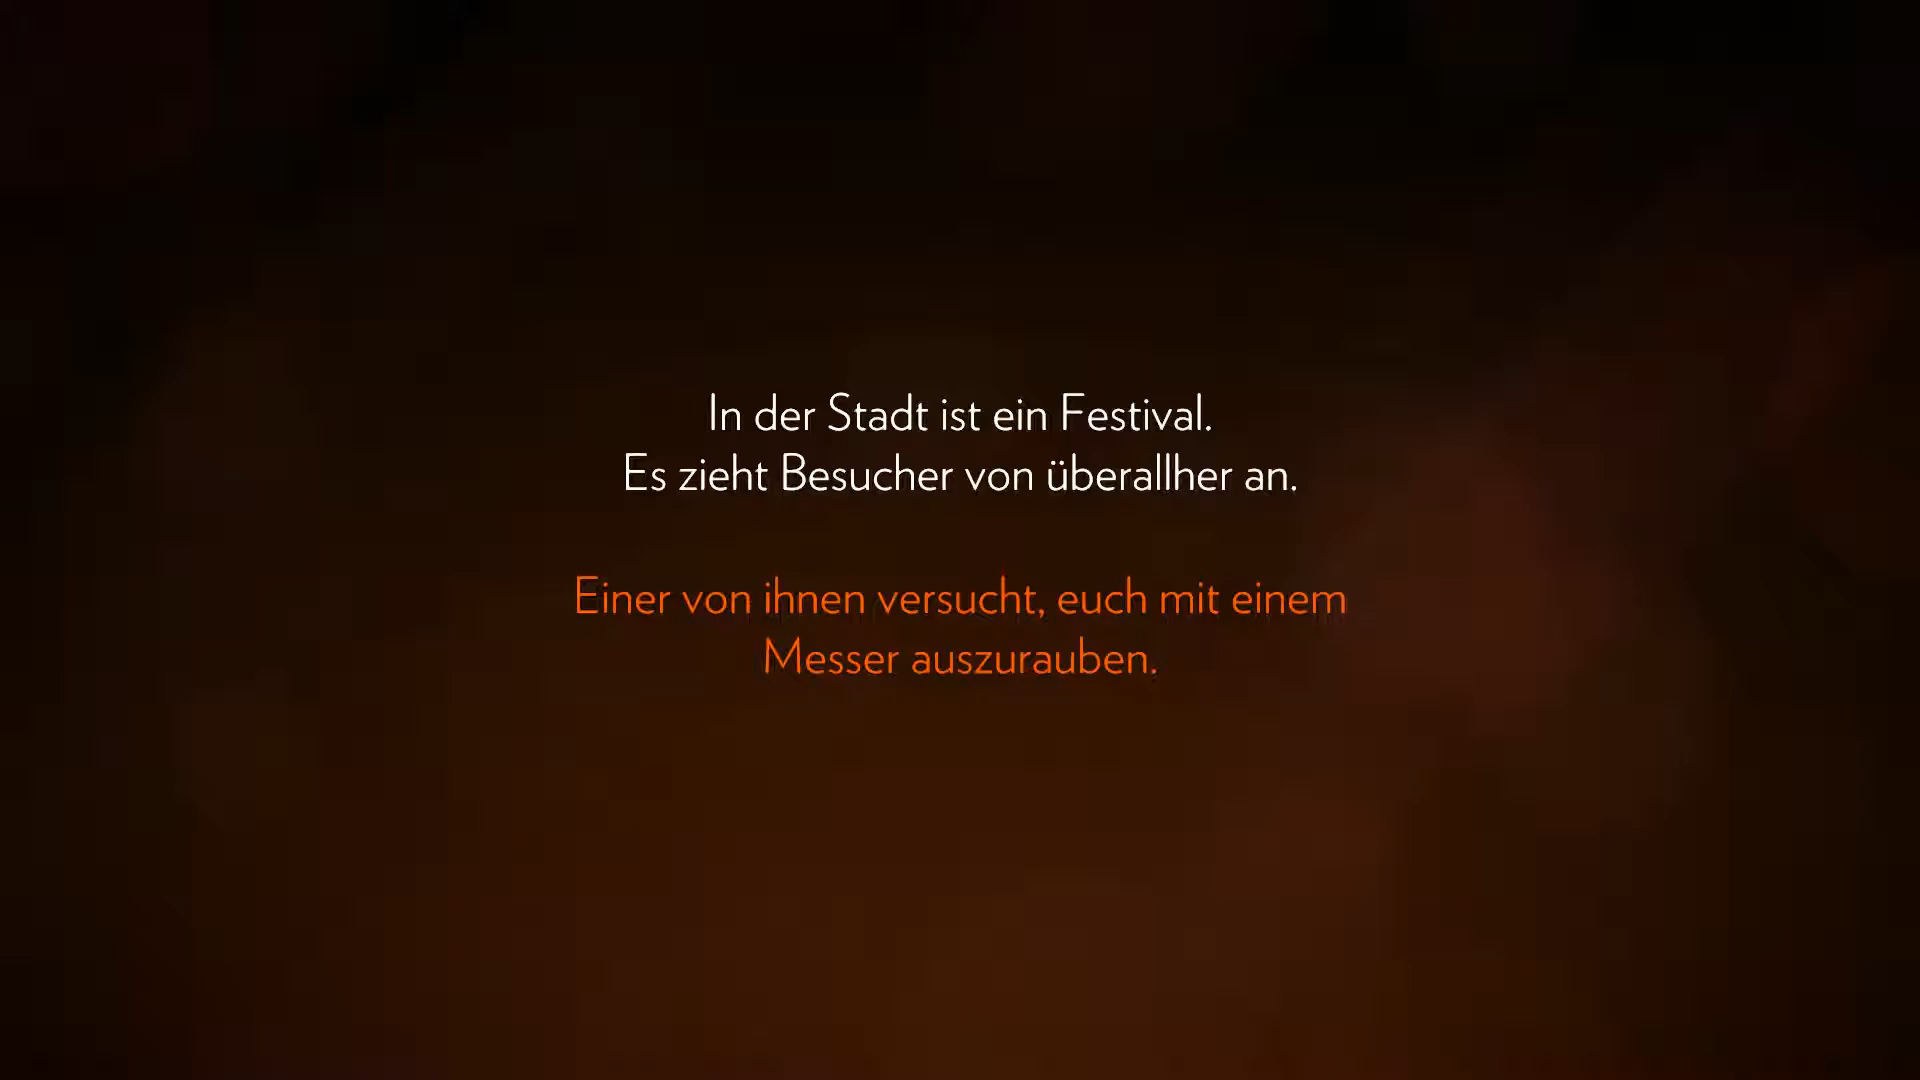 In der Stadt ist ein Festival.
Es zieht Besucher von überallher an.
Einer von ihnen versucht, euch mit einem
Messer auszurauben.